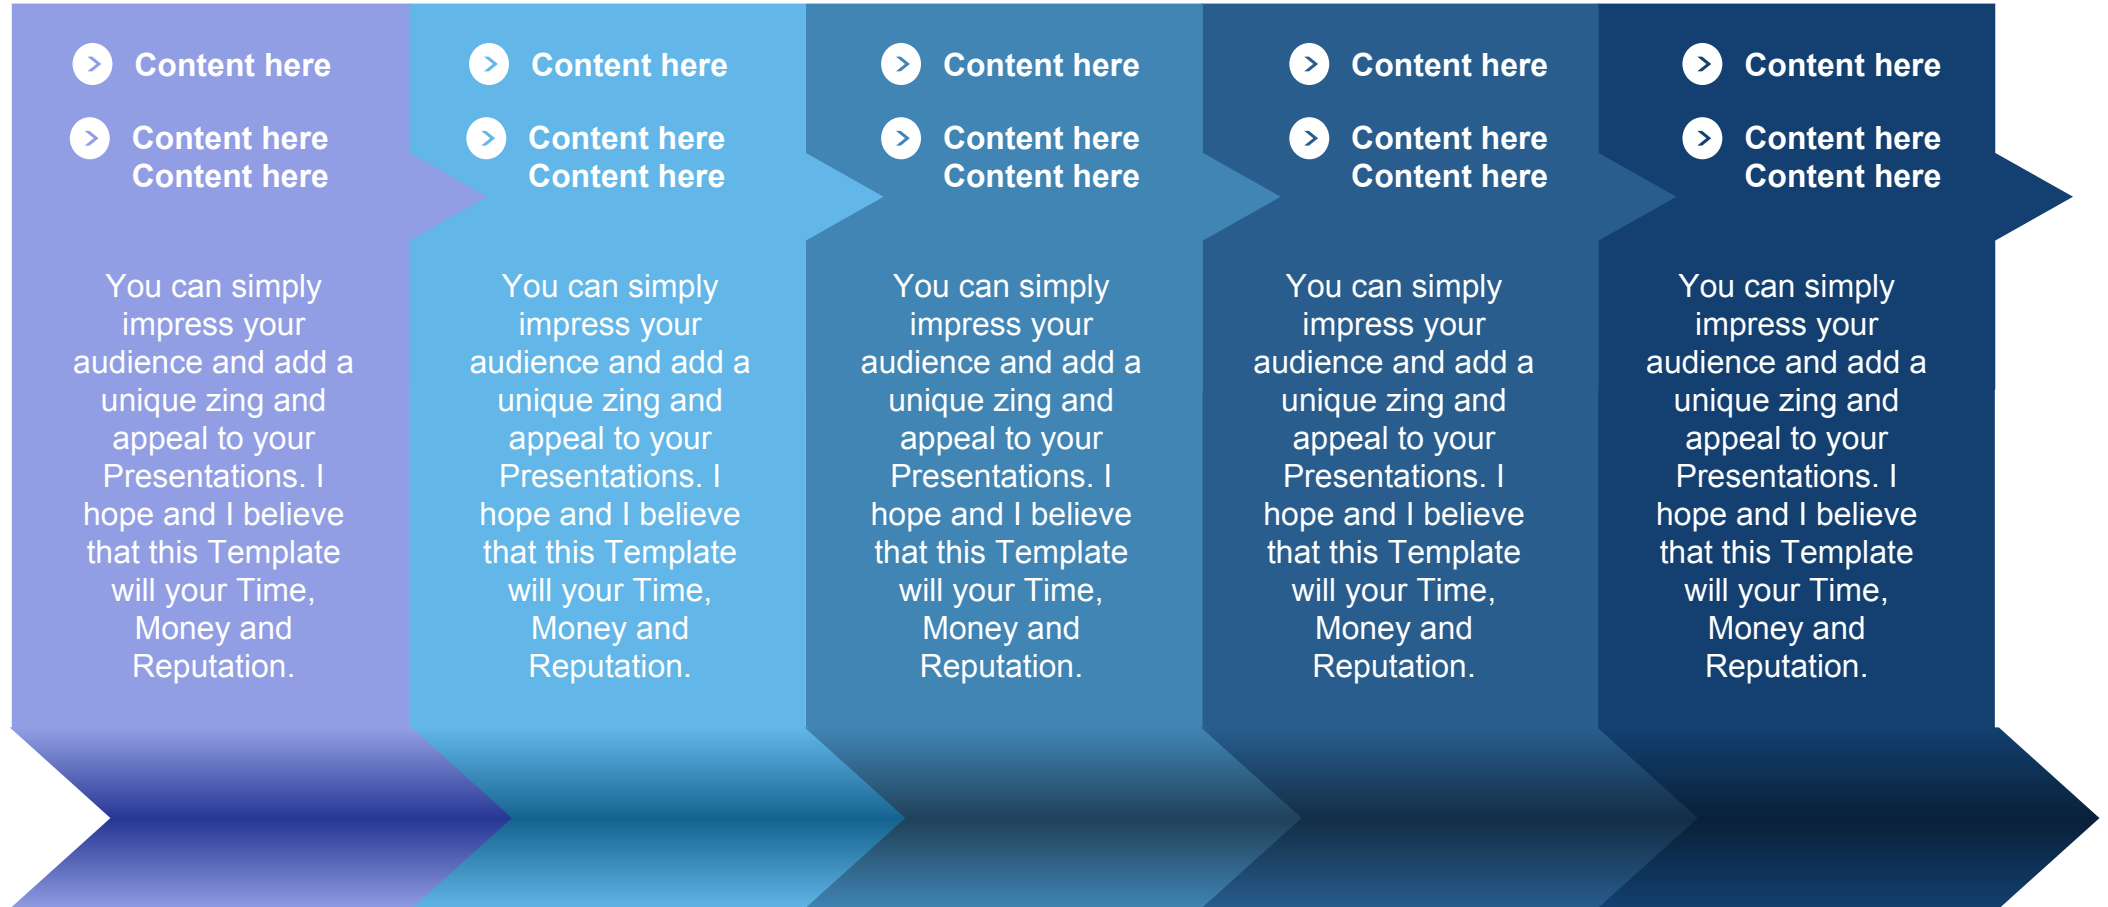 Content here
Content here
Content here
You can simply
impress your
audience and add a
unique zing and
appeal to your
Presentations. I
hope and I believe
that this Template
will your Time,
Money and
Reputation.
Content here
Content here
Content here
You can simply
impress your
audience and add a
unique zing and
appeal to your
Presentations. I
hope and I believe
that this Template
will your Time,
Money and
Reputation.
Content here
Content here
Content here
You can simply
impress your
audience and add a
unique zing and
appeal to your
Presentations. I
hope and I believe
that this Template
will your Time,
Money and
Reputation.
Content here
Content here
Content here
You can simply
impress your
audience and add a
unique zing and
appeal to your
Presentations. I
hope and I believe
that this Template
will your Time,
Money and
Reputation.
Content here
Content here
Content here
You can simply
impress your
audience and add a
unique zing and
appeal to your
Presentations. I
hope and I believe
that this Template
will your Time,
Money and
Reputation.